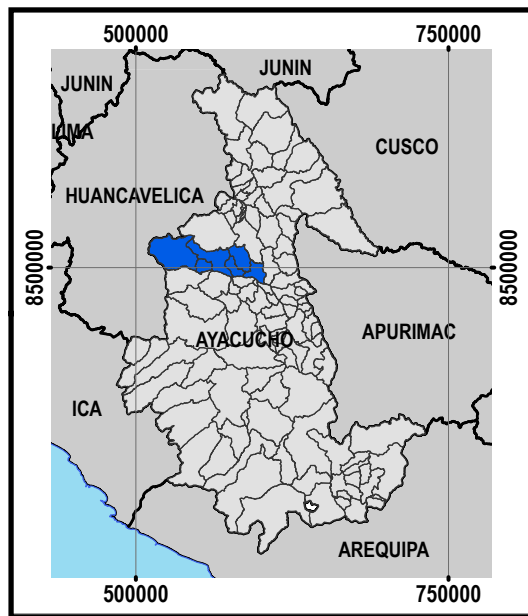 500000 750000
JUNIN JUNIN
LIMA
CUSCO
HUANCAVELICA
8500000 8500000
AYACUCHO APURIMAC
ICA
AREQUIPA
500000 750000